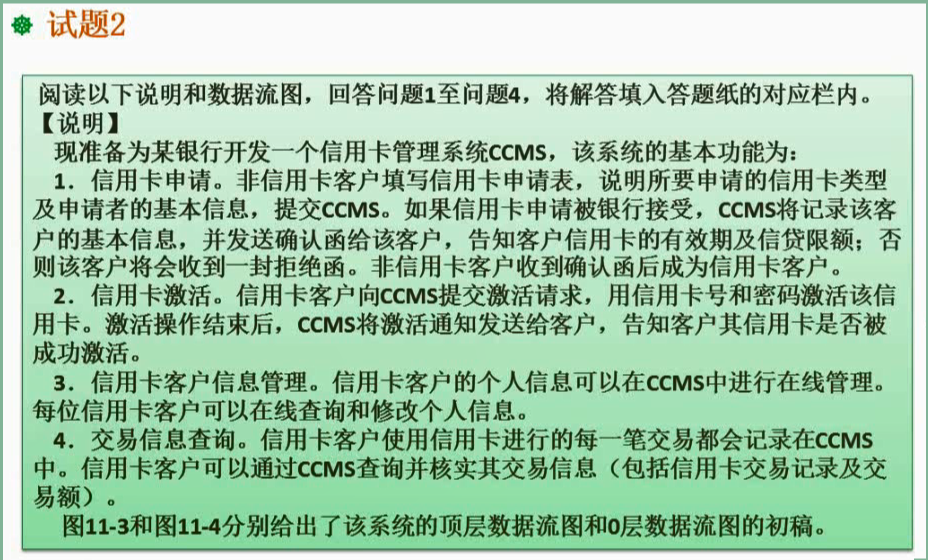 试题2
阅读以下说明和数据流图，回答问题1至问题4，将解答填入答题纸的对应栏内。
【说明】
现准备为某银行开发一个信用卡管理系统CCMS，该系统的基本功能为：
1．信用卡申请。非信用卡客户填写信用卡申请表，说明所要申请的信用卡类型
及申请者的基本信息，提交CCMS。如果信用卡申请被银行接受，CCMS将记录该客
户的基本信息，并发送确认函给该客户，告知客户信用卡的有效期及信贷限额；否
则该客户将会收到一封拒绝函。非信用卡客户收到确认函后成为信用卡客户。
2．信用卡激活。信用卡客户向CCMS提交激活请求，用信用卡号和密码激活该信
用卡。激活操作结束后，CCMS将激活通知发送给客户，告知客户其信用卡是否被
成功激活。
3．信用卡客户信息管理。信用卡客户的个人信息可以在CCMS中进行在线管理。
每位信用卡客户可以在线查询和修改个人信息。
4．交易信息查询。信用卡客户使用信用卡进行的每一笔交易都会记录在CCMS
中。信用卡客户可以通过CCMS查询并核实其交易信息（包括信用卡交易记录及交
易额）。
图11-3和图11-4分别给出了该系统的顶层数据流图和0层数据流图的初稿。